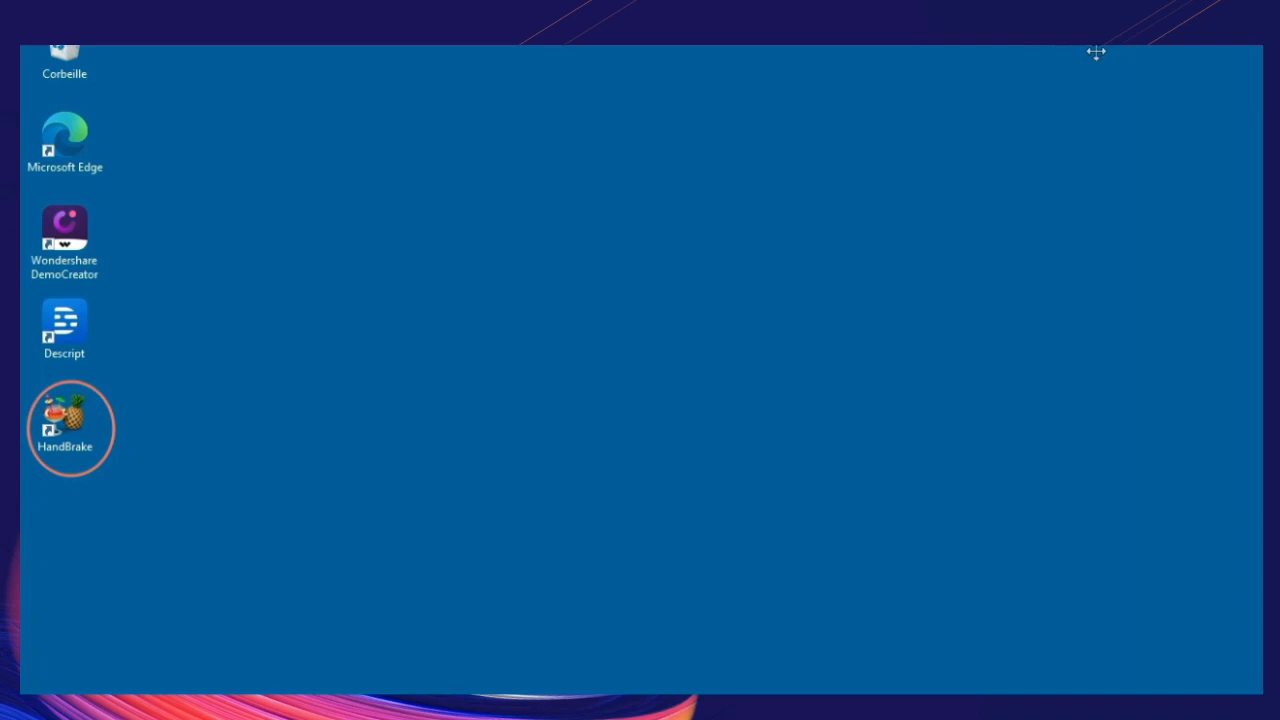 Corbeille
Microsoft Edge
Wondershare
DemoCreator
Descript
HandBrake